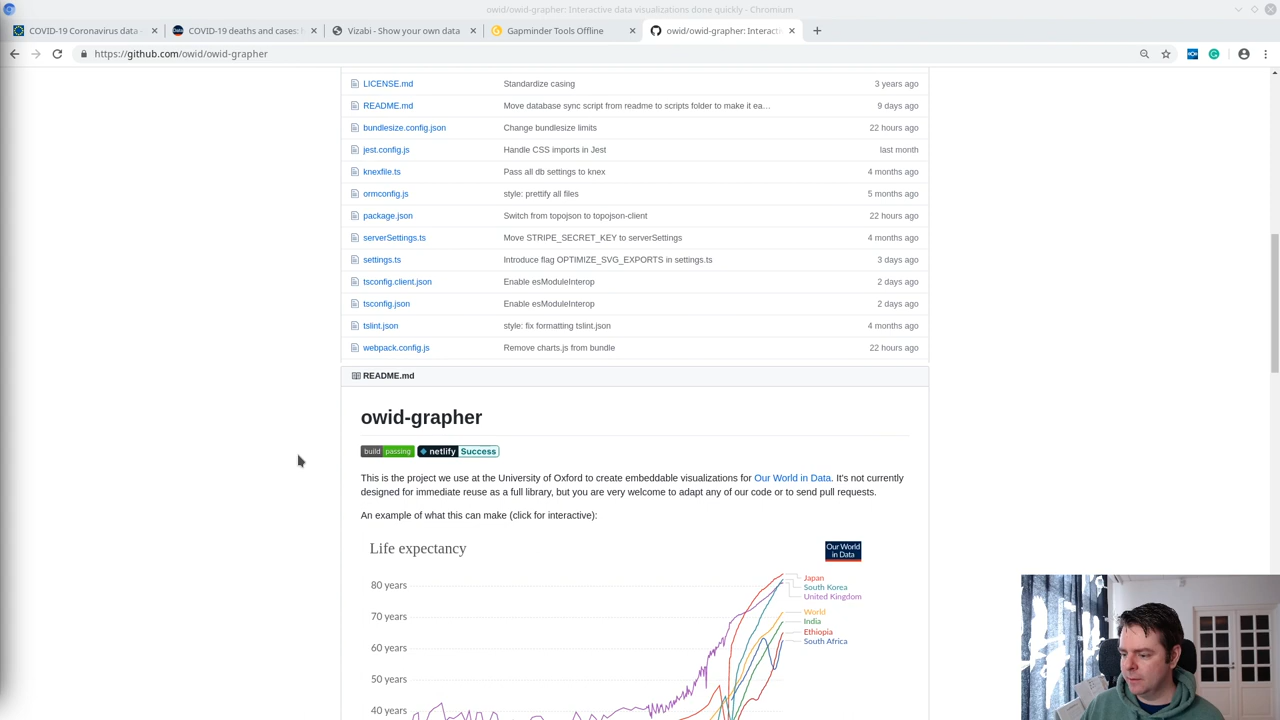 owid/owid-grapher: Interactive data visualizations done quickly - Chromium
COVID-19 Coronavirus data
COVID-19 deaths and cases: h
Vizabi - Show your own data
Gapminder Tools Offline
owid/owid-grapher: Interact
https://github.com/owid/owid-grapher
LICENSE.md Standardize casing 3 years ago
README.md Move database sync script from readme to scripts folder to make it ea… 9 days ago
bundlesize.config.json Change bundlesize limits 22 hours ago
jest.config.js Handle CSS imports in Jest last month
knexfile.ts Pass all db settings to knex 4 months ago
ormconfig.js style: prettify all files 5 months ago
package.json Switch from topojson to topojson-client 22 hours ago
serverSettings.ts Move STRIPE_SECRET_KEY to serverSettings 4 months ago
settings.ts Introduce flag OPTIMIZE_SVG_EXPORTS in settings.ts 3 days ago
tsconfig.client.json Enable esModuleInterop 2 days ago
tsconfig.json Enable esModuleInterop 2 days ago
tslint.json style: fix formatting tslint.json 4 months ago
webpack.config.js Remove charts.js from bundle 22 hours ago
README.md
owid-grapher
build passing netlify Success
This is the project we use at the University of Oxford to create embeddable visualizations for Our World in Data. It's not currently
designed for immediate reuse as a full library, but you are very welcome to adapt any of our code or to send pull requests.
An example of what this can make (click for interactive):
Life expectancy
Our World
in Data
80 years
Japan
South Korea
United Kingdom
70 years
World
India
Ethiopia
South Africa
60 years
50 years
40 years